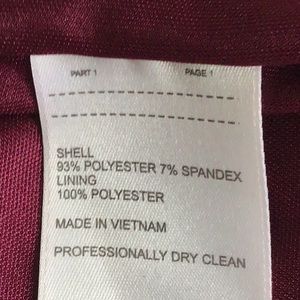 PART 1 PAGE 1
SHELL
93% POLYESTER 7% SPANDEX
LINING
100% POLYESTER
MADE IN VIETNAM
PROFESSIONALLY DRY CLEAN